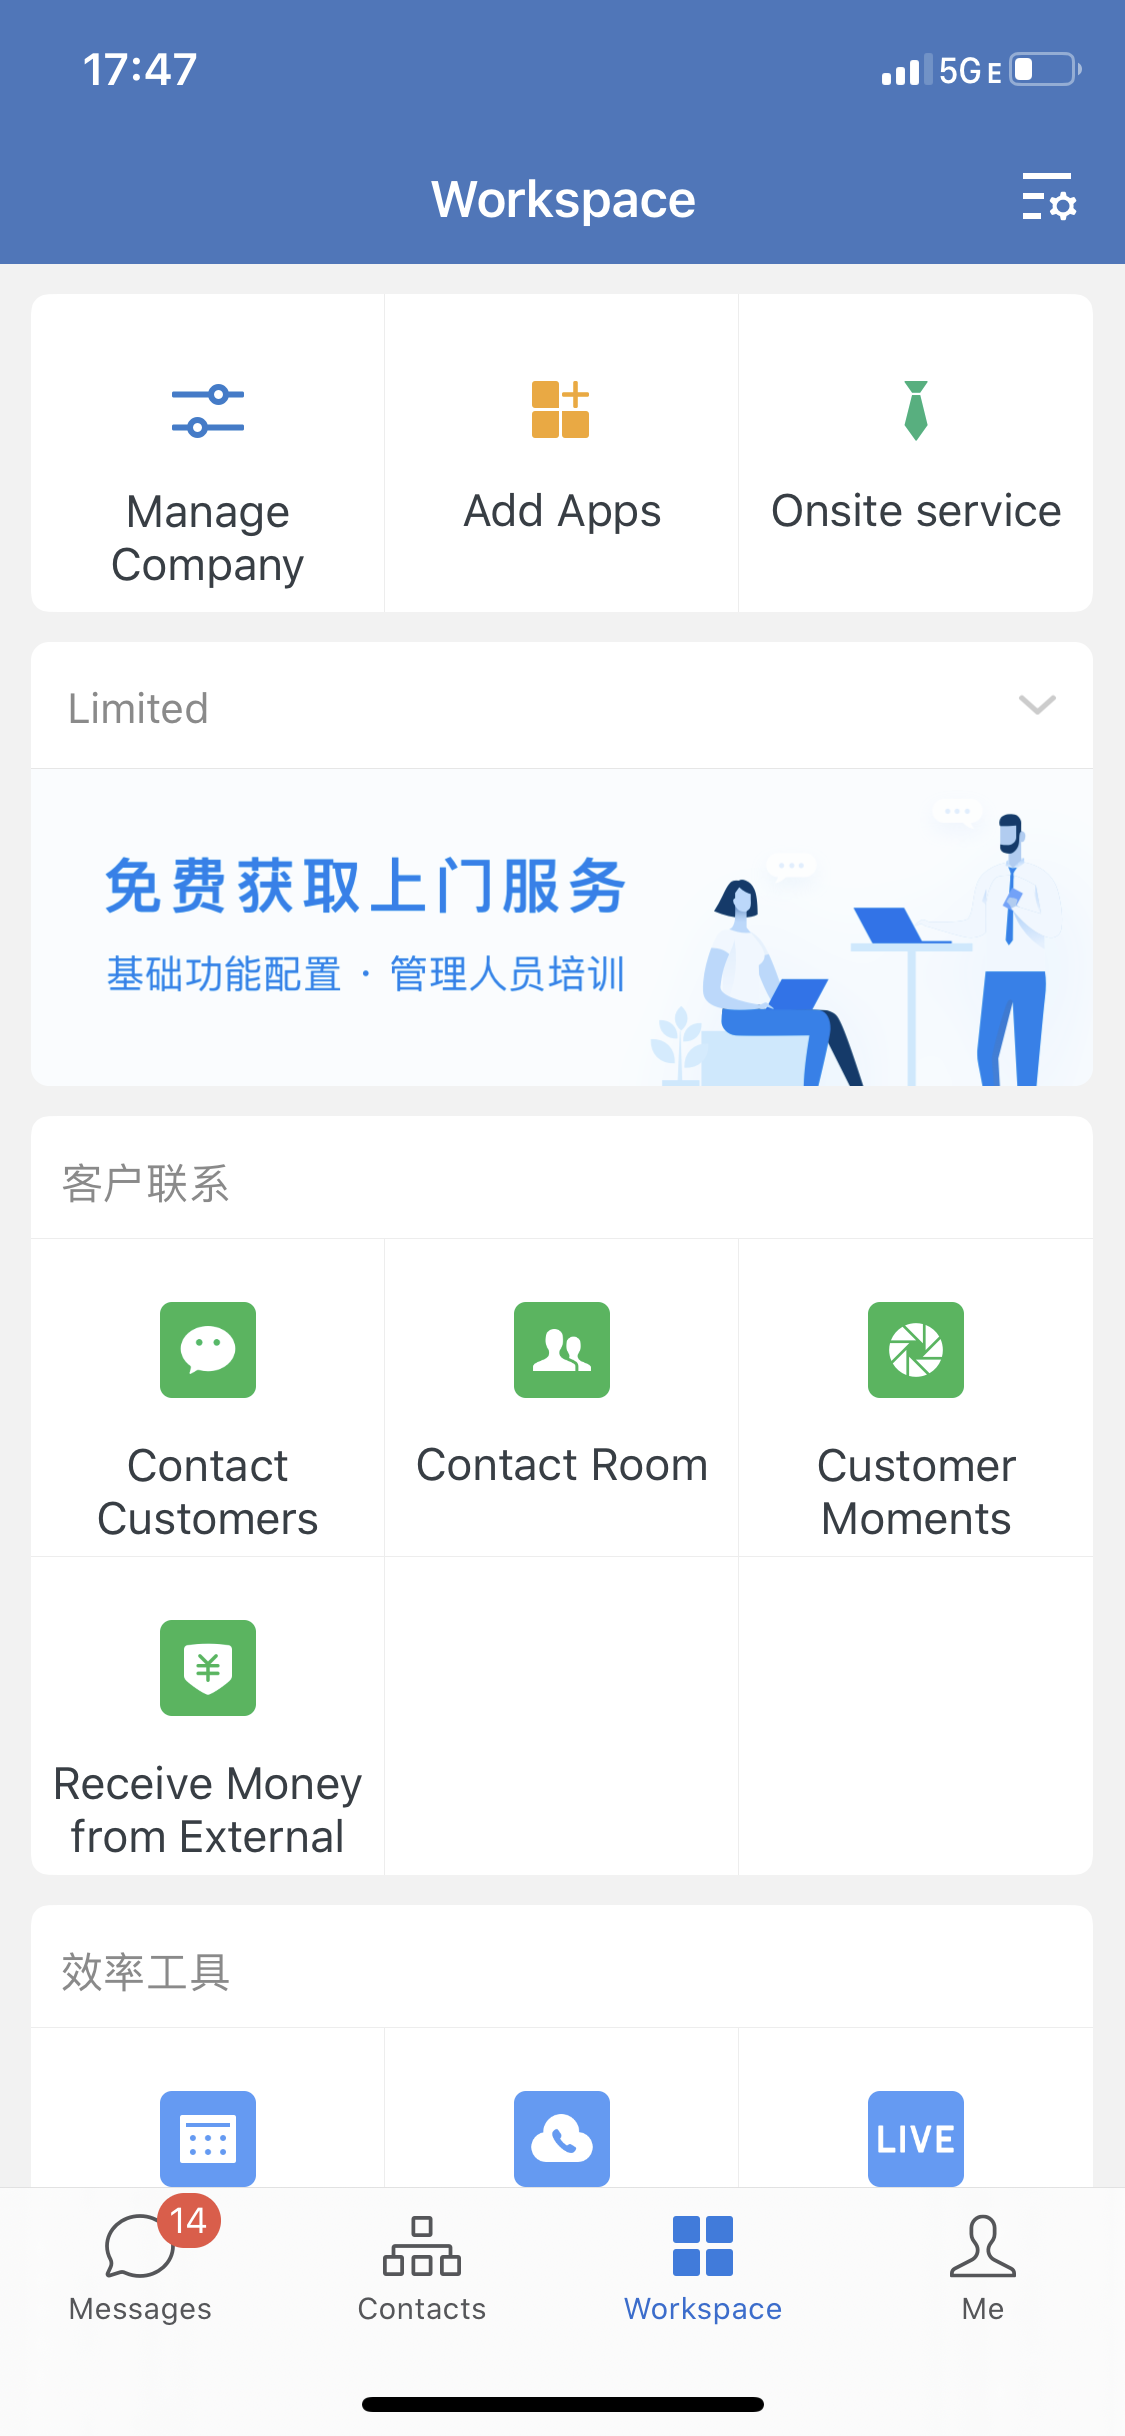 17:47
5G E
Workspace
Manage
Company
Add Apps
Onsite service
Limited
免费获取上门服务
基础功能配置 · 管理人员培训
客户联系
Contact
Customers
Contact Room
Customer
Moments
¥
Receive Money
from External
效率工具
LIVE
14
Messages
Contacts
Workspace
Me